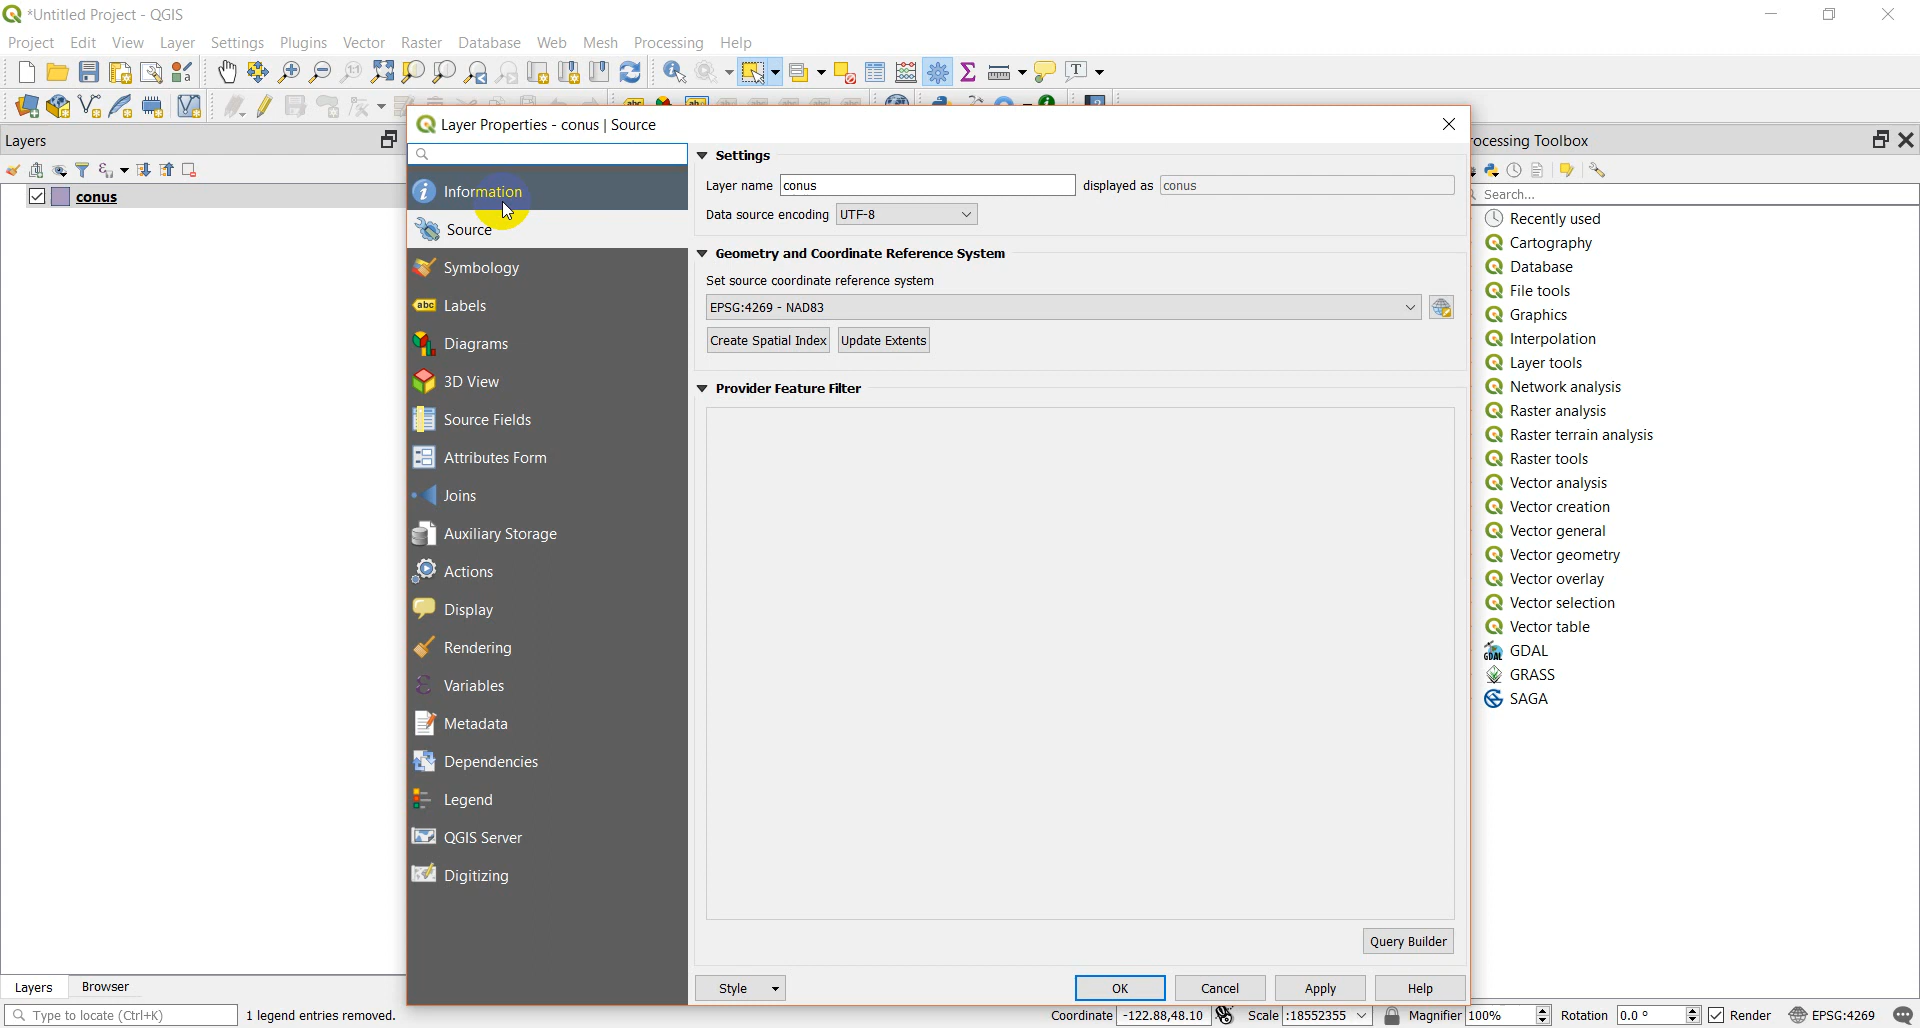 *Untitled Project - QGIS
Project Edit View Layer Settings Plugins Vector Raster Database Web Mesh Processing Help
Layers
conus
Layer Properties - conus | Source
Information
Source
Symbology
Labels
Diagrams
3D View
Source Fields
Attributes Form
Joins
Auxiliary Storage
Actions
Display
Rendering
Variables
Metadata
Dependencies
Legend
QGIS Server
Digitizing
Settings
Layer name conus displayed as conus
Data source encoding UTF-8
Geometry and Coordinate Reference System
Set source coordinate reference system
EPSG:4269 - NAD83
Create Spatial Index Update Extents
Provider Feature Filter
Query Builder
Style OK Cancel Apply Help
rocessing Toolbox
Search...
Recently used
Cartography
Database
File tools
Graphics
Interpolation
Layer tools
Network analysis
Raster analysis
Raster terrain analysis
Raster tools
Vector analysis
Vector creation
Vector general
Vector geometry
Vector overlay
Vector selection
Vector table
GDAL
GRASS
SAGA
Layers Browser
Type to locate (Ctrl+K) 1 legend entries removed. Coordinate -122.88,48.10 Scale :18552355 Magnifier 100% Rotation 0.0 ° Render EPSG:4269